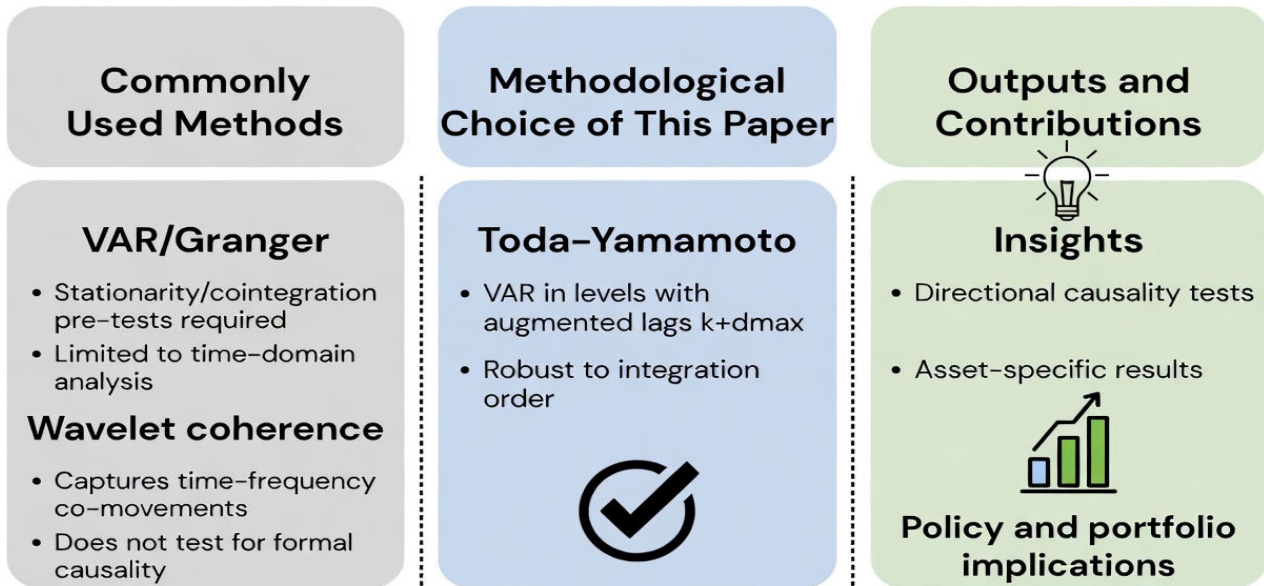 Commonly
Used Methods
VAR/Granger
• Stationarity/cointegration
pre-tests required
• Limited to time-domain
analysis
Wavelet coherence
• Captures time-frequency
co-movements
• Does not test for formal
causality
Methodological
Choice of This Paper
Toda-Yamamoto
• VAR in levels with
augmented lags k+dmax
• Robust to integration
order
Outputs and
Contributions
Insights
• Directional causality tests
• Asset-specific results
Policy and portfolio
implications